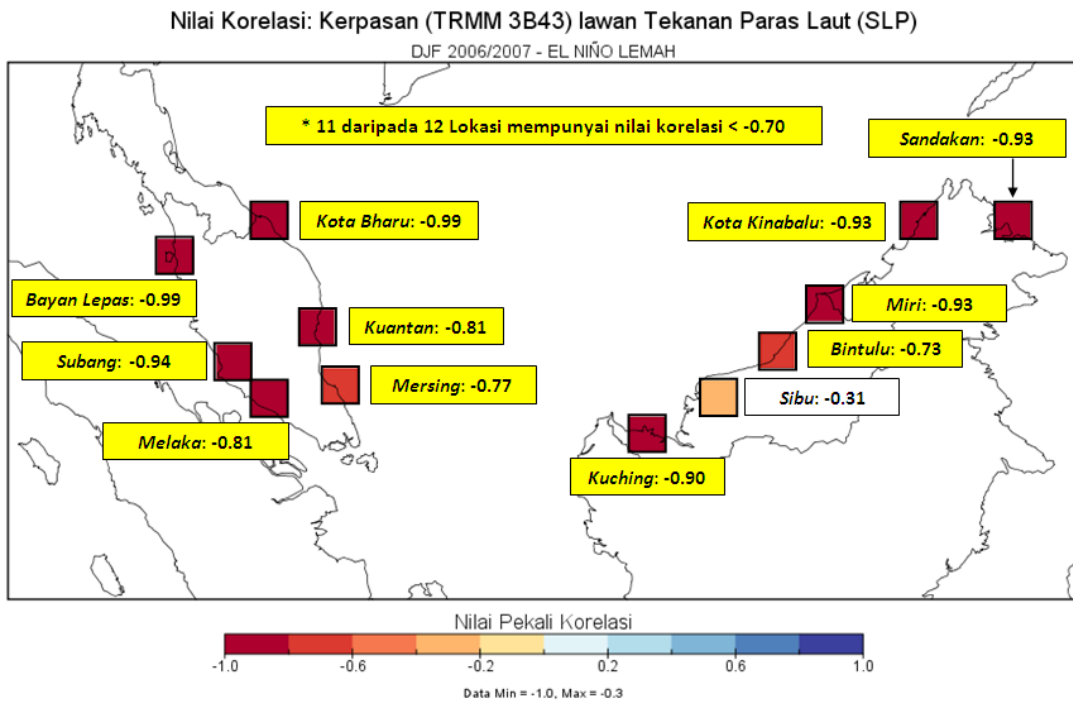 Nilai Korelasi: Kerpasan (TRMM 3B43) lawan Tekanan Paras Laut (SLP)
DJF 2006/2007 - EL NIÑO LEMAH
* 11 daripada 12 Lokasi mempunyai nilai korelasi < -0.70
Sandakan: -0.93
Kota Bharu: -0.99
Kota Kinabalu: -0.93
Bayan Lepas: -0.99
Miri: -0.93
Kuantan: -0.81
Bintulu: -0.73
Subang: -0.94
Mersing: -0.77
Sibu: -0.31
Melaka: -0.81
Kuching: -0.90
Nilai Pekali Korelasi
-1.0 -0.6 -0.2 0.2 0.6 1.0
Data Min = -1.0, Max = -0.3